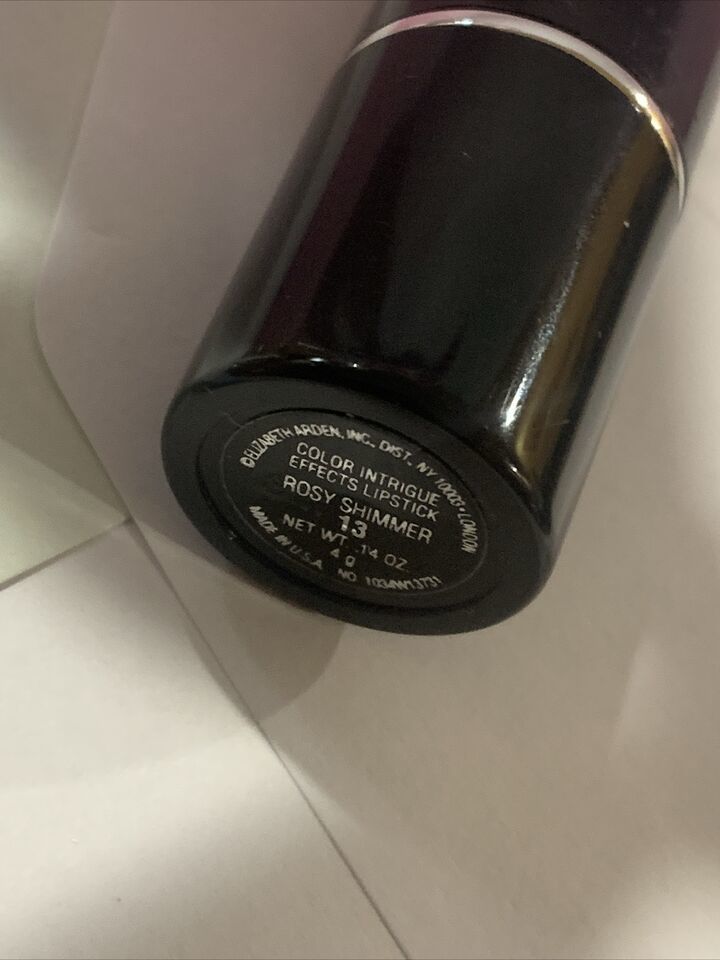 ©ELIZABETH ARDEN, INC. DIST. NY 10003 • LONDON
COLOR INTRIGUE
EFFECTS LIPSTICK
ROSY SHIMMER
13
NET WT. .14 OZ.
4 g
MADE IN U.S.A. NO.